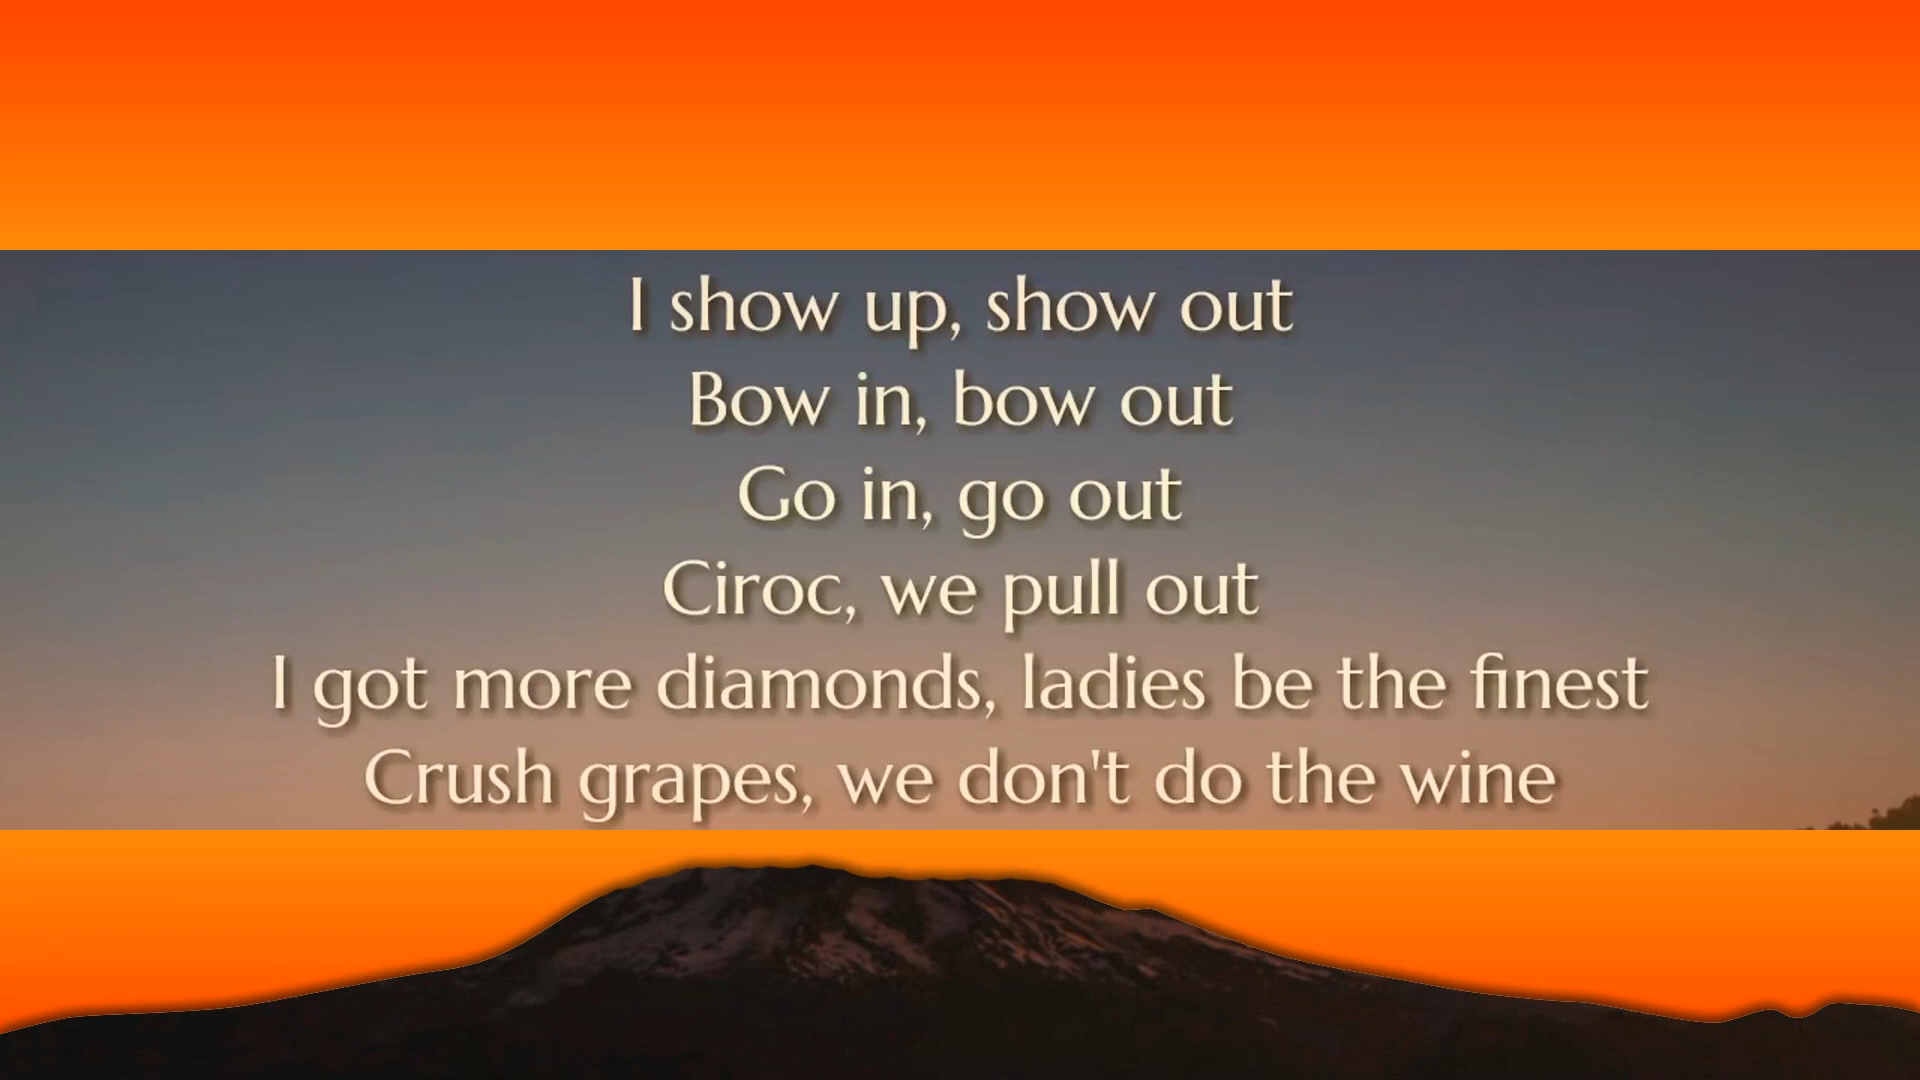 I show up, show out
Bow in, bow out
Go in, go out
Ciroc, we pull out
I got more diamonds, ladies be the finest
Crush grapes, we don't do the wine